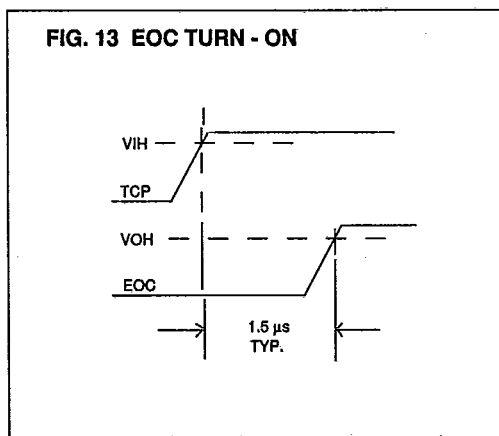 FIG. 13 EOC TURN - ON
VIH
TCP
VOH
EOC
1.5 μs
TYP.